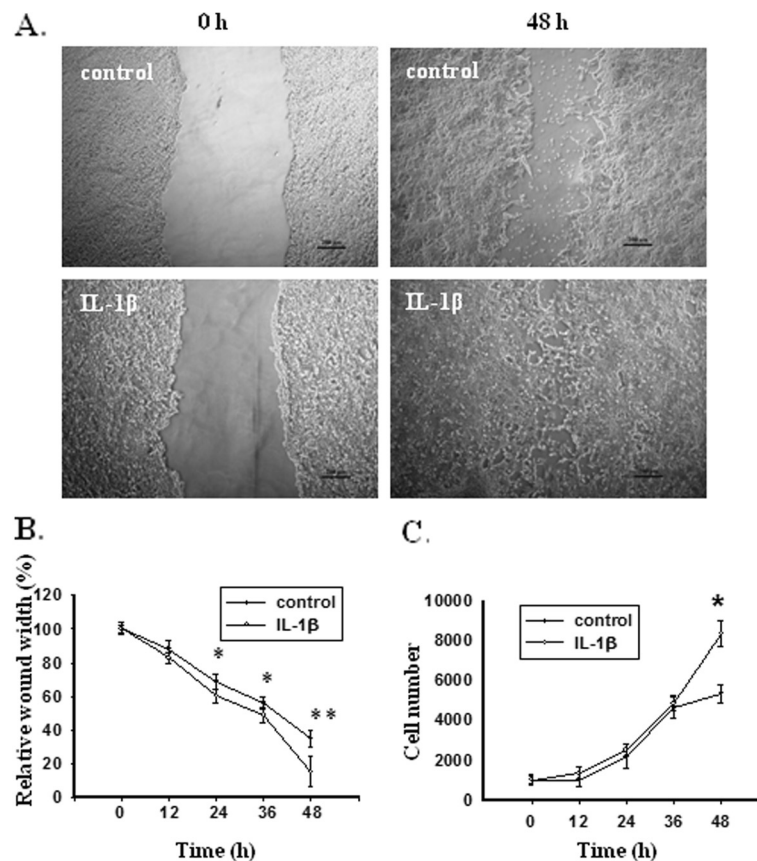 A.
0 h
48 h
control
control
IL-1β
IL-1β
B.
Relative wound width (%)
120
100
80
60
40
20
0
control
IL-1β
*
*
**
0
12
24
36
48
Time (h)
C.
Cell number
10000
8000
6000
4000
2000
0
control
IL-1β
*
0
12
24
36
48
Time (h)